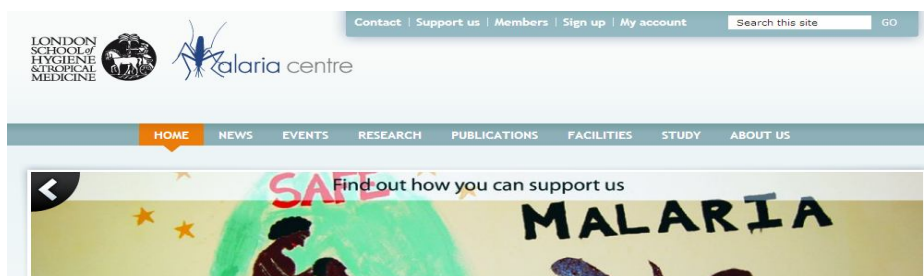 Contact | Support us | Members | Sign up | My account
Search this site
GO
LONDON
SCHOOL of
HYGIENE
& TROPICAL
MEDICINE
alaria centre
HOME NEWS EVENTS RESEARCH PUBLICATIONS FACILITIES STUDY ABOUT US
Find out how you can support us
SAFE
MALARIA